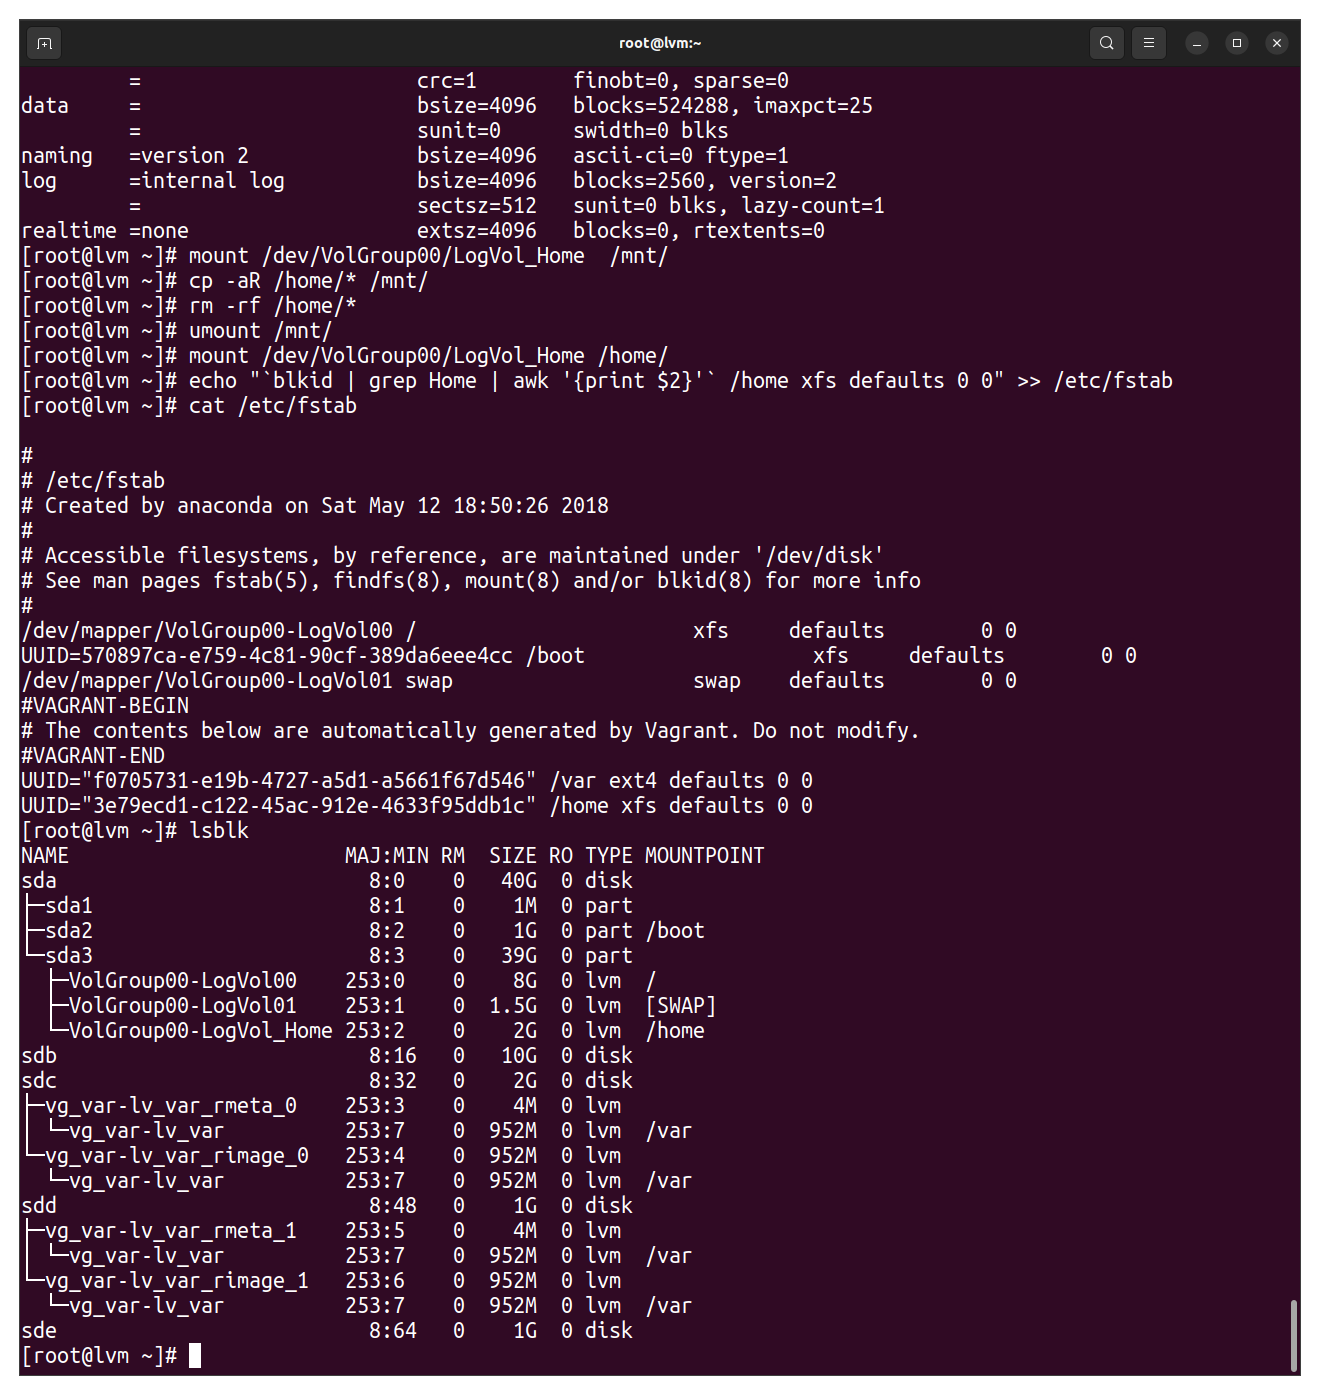 root@lvm:~
         =                       crc=1        finobt=0, sparse=0
data     =                       bsize=4096   blocks=524288, imaxpct=25
         =                       sunit=0      swidth=0 blks
naming   =version 2              bsize=4096   ascii-ci=0 ftype=1
log      =internal log           bsize=4096   blocks=2560, version=2
         =                       sectsz=512   sunit=0 blks, lazy-count=1
realtime =none                   extsz=4096   blocks=0, rtextents=0
[root@lvm ~]# mount /dev/VolGroup00/LogVol_Home  /mnt/
[root@lvm ~]# cp -aR /home/* /mnt/
[root@lvm ~]# rm -rf /home/*
[root@lvm ~]# umount /mnt/
[root@lvm ~]# mount /dev/VolGroup00/LogVol_Home /home/
[root@lvm ~]# echo "`blkid | grep Home | awk '{print $2}'` /home xfs defaults 0 0" >> /etc/fstab
[root@lvm ~]# cat /etc/fstab

#
# /etc/fstab
# Created by anaconda on Sat May 12 18:50:26 2018
#
# Accessible filesystems, by reference, are maintained under '/dev/disk'
# See man pages fstab(5), findfs(8), mount(8) and/or blkid(8) for more info
#
/dev/mapper/VolGroup00-LogVol00 /                       xfs     defaults        0 0
UUID=570897ca-e759-4c81-90cf-389da6eee4cc /boot                   xfs     defaults        0 0
/dev/mapper/VolGroup00-LogVol01 swap                    swap    defaults        0 0
#VAGRANT-BEGIN
# The contents below are automatically generated by Vagrant. Do not modify.
#VAGRANT-END
UUID="f0705731-e19b-4727-a5d1-a5661f67d546" /var ext4 defaults 0 0
UUID="3e79ecd1-c122-45ac-912e-4633f95ddb1c" /home xfs defaults 0 0
[root@lvm ~]# lsblk
NAME                       MAJ:MIN RM  SIZE RO TYPE MOUNTPOINT
sda                          8:0    0   40G  0 disk
├─sda1                       8:1    0    1M  0 part
├─sda2                       8:2    0    1G  0 part /boot
└─sda3                       8:3    0   39G  0 part
  ├─VolGroup00-LogVol00    253:0    0    8G  0 lvm  /
  ├─VolGroup00-LogVol01    253:1    0  1.5G  0 lvm  [SWAP]
  └─VolGroup00-LogVol_Home 253:2    0    2G  0 lvm  /home
sdb                          8:16   0   10G  0 disk
sdc                          8:32   0    2G  0 disk
├─vg_var-lv_var_rmeta_0    253:3    0    4M  0 lvm
│ └─vg_var-lv_var          253:7    0  952M  0 lvm  /var
└─vg_var-lv_var_rimage_0   253:4    0  952M  0 lvm
  └─vg_var-lv_var          253:7    0  952M  0 lvm  /var
sdd                          8:48   0    1G  0 disk
├─vg_var-lv_var_rmeta_1    253:5    0    4M  0 lvm
│ └─vg_var-lv_var          253:7    0  952M  0 lvm  /var
└─vg_var-lv_var_rimage_1   253:6    0  952M  0 lvm
  └─vg_var-lv_var          253:7    0  952M  0 lvm  /var
sde                          8:64   0    1G  0 disk
[root@lvm ~]#